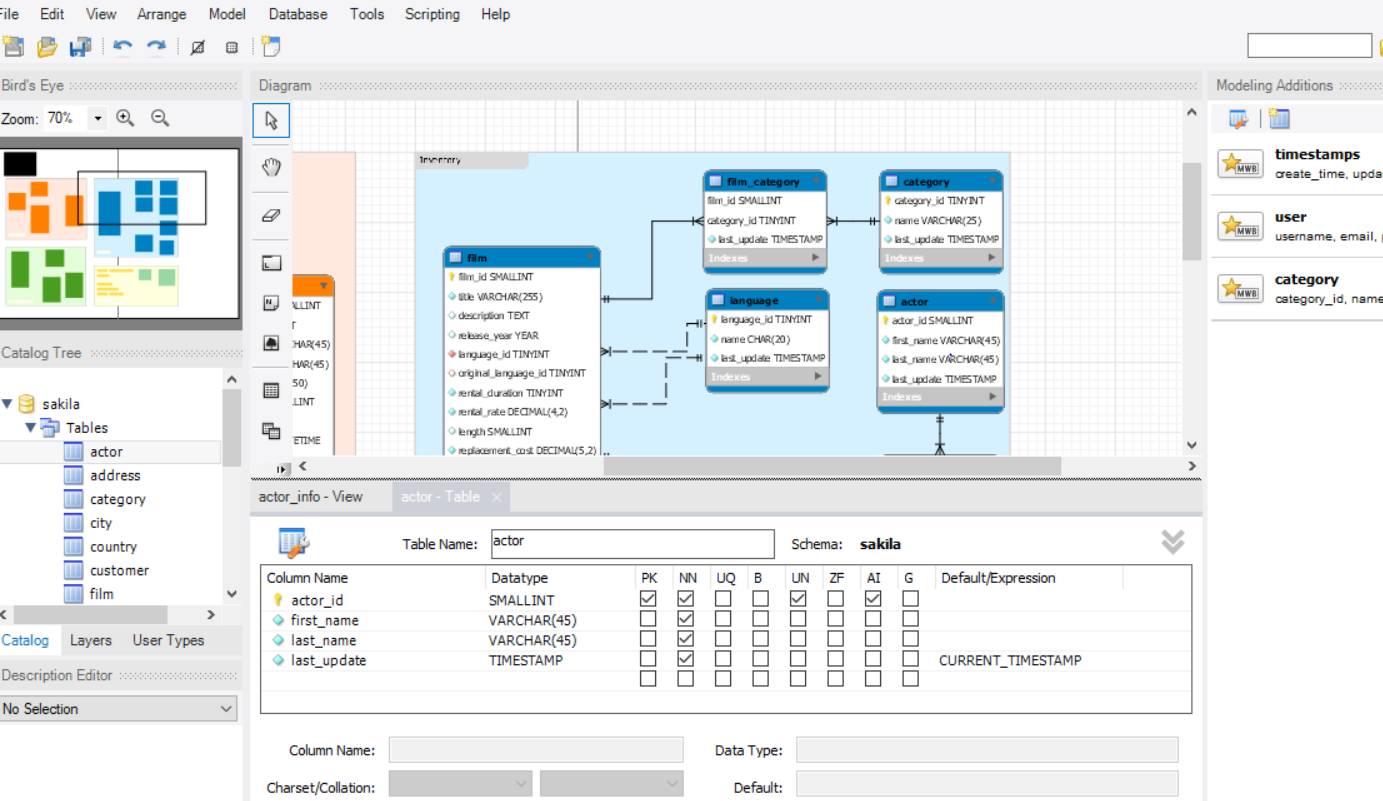 File Edit View Arrange Model Database Tools Scripting Help
Bird's Eye
Zoom: 70%
Catalog Tree
sakila
Tables
actor
address
category
city
country
customer
film
Catalog Layers User Types
Description Editor
No Selection
Diagram
Inventory
ALLINT
HAR(45)
HAR(45)
50)
LINT
ETIME
film
film_id SMALLINT
title VARCHAR(255)
description TEXT
release_year YEAR
language_id TINYINT
original_language_id TINYINT
rental_duration TINYINT
rental_rate DECIMAL(4,2)
length SMALLINT
replacement_cost DECIMAL(5,2)
film_category
film_id SMALLINT
category_id TINYINT
last_update TIMESTAMP
Indexes
category
category_id TINYINT
name VARCHAR(25)
last_update TIMESTAMP
Indexes
language
language_id TINYINT
name CHAR(20)
last_update TIMESTAMP
Indexes
actor
actor_id SMALLINT
first_name VARCHAR(45)
last_name VARCHAR(45)
last_update TIMESTAMP
Indexes
actor_info - View actor - Table
Table Name: actor Schema: sakila
Column Name Datatype PK NN UQ B UN ZF AI G Default/Expression
actor_id SMALLINT
first_name VARCHAR(45)
last_name VARCHAR(45)
last_update TIMESTAMP CURRENT_TIMESTAMP
Column Name: Data Type:
Charset/Collation: Default:
Modeling Additions
MWB
timestamps
create_time, upda
MWB
user
username, email,
MWB
category
category_id, name